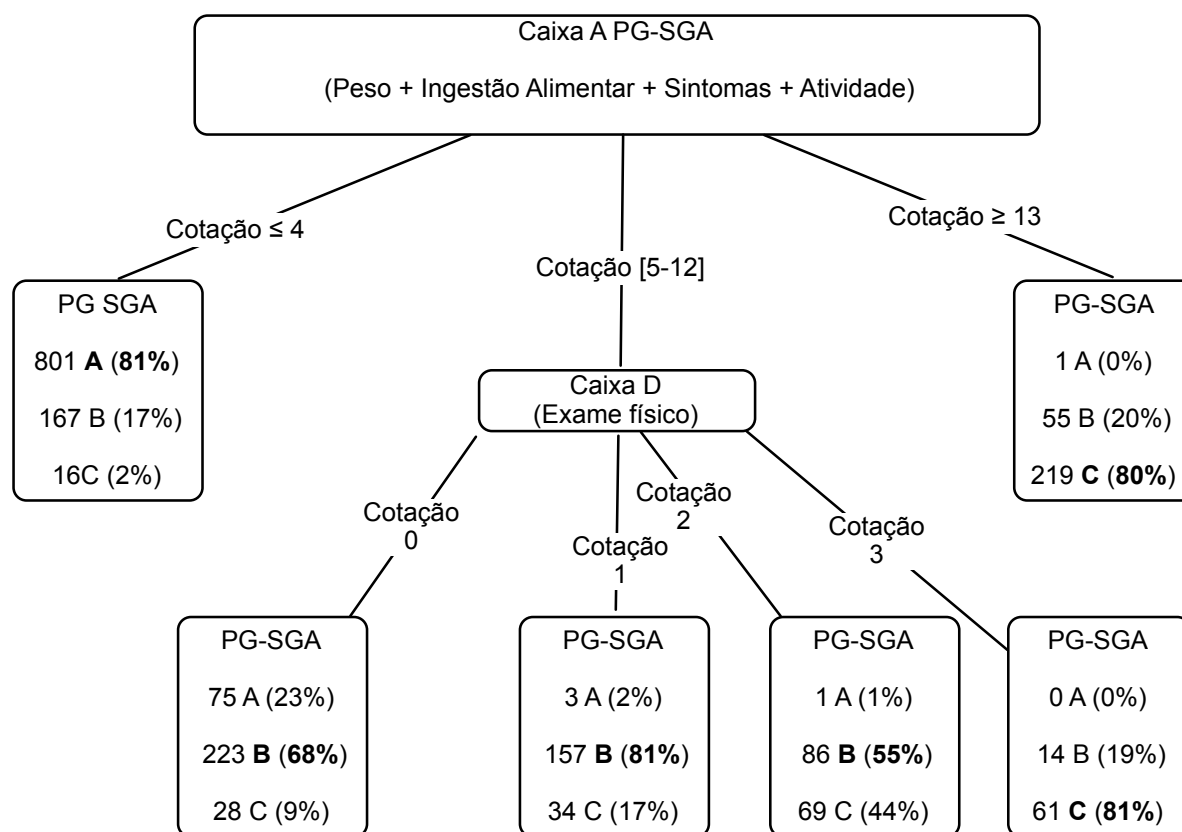 Caixa A PG-SGA
(Peso + Ingestão Alimentar + Sintomas + Atividade)
Cotação ≤ 4
Cotação [5-12]
Cotação ≥ 13
PG SGA
801 A (81%)
167 B (17%)
16C (2%)
PG-SGA
1 A (0%)
55 B (20%)
219 C (80%)
Caixa D
(Exame físico)
Cotação
0
Cotação
1
Cotação
2
Cotação
3
PG-SGA
75 A (23%)
223 B (68%)
28 C (9%)
PG-SGA
3 A (2%)
157 B (81%)
34 C (17%)
PG-SGA
1 A (1%)
86 B (55%)
69 C (44%)
PG-SGA
0 A (0%)
14 B (19%)
61 C (81%)